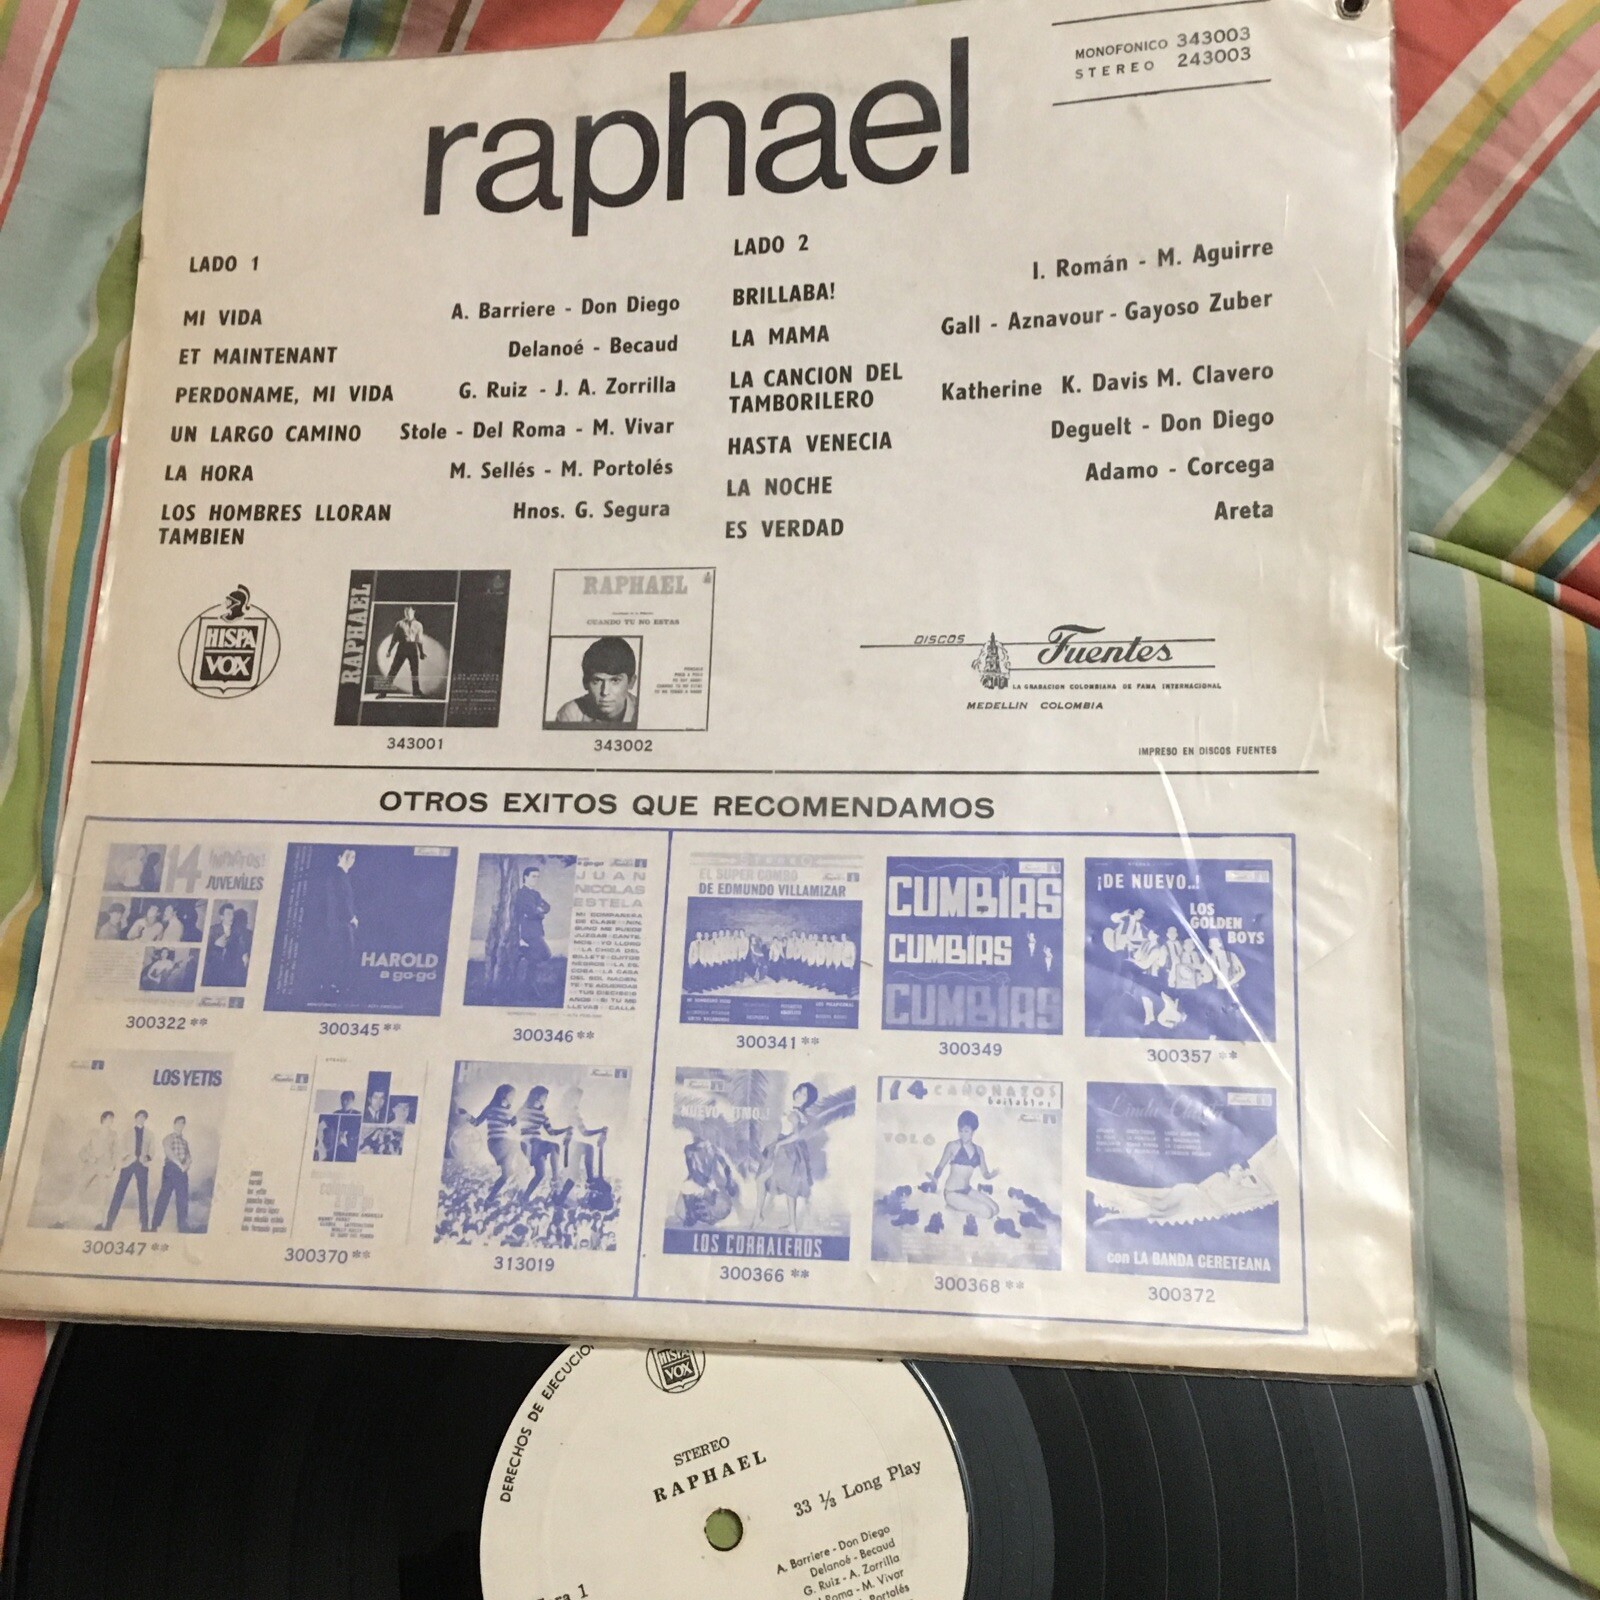 raphael
MONOFONICO 343003
STEREO 243003
LADO 1
MI VIDA A. Barriere - Don Diego
ET MAINTENANT Delanoé - Becaud
PERDONAME, MI VIDA G. Ruiz - J. A. Zorrilla
UN LARGO CAMINO Stole - Del Roma - M. Vivar
LA HORA M. Sellés - M. Portolés
LOS HOMBRES LLORAN Hnos. G. Segura
TAMBIEN
LADO 2
BRILLABA! I. Román - M. Aguirre
LA MAMA Gall - Aznavour - Gayoso Zuber
LA CANCION DEL
TAMBORILERO Katherine K. Davis M. Clavero
HASTA VENECIA Deguelt - Don Diego
LA NOCHE Adamo - Corcega
ES VERDAD Areta
HISPA
VOX
RAPHAEL
343001
RAPHAEL
CUANDO TU NO ESTAS
343002
DISCOS Fuentes
LA GRABACION COLOMBIANA DE FAMA INTERNACIONAL
MEDELLIN COLOMBIA
IMPRESO EN DISCOS FUENTES
OTROS EXITOS QUE RECOMENDAMOS
14
JUVENILES
300322 **
HAROLD
a go-gó
300345 **
JUAN
NICOLAS
ESTELA
300346 **
STEREO
EL SUPER COMBO
DE EDMUNDO VILLAMIZAR
300341 **
CUMBIAS
CUMBIAS
CUMBIAS
300349
¡DE NUEVO..!
LOS
GOLDEN
BOYS
300357 **
LOS YETIS
300347 **
300370 **
313019
NUEVO RITMO..!
LOS CORRALEROS
300366 **
14 CAÑONAZOS
bailables
VOL 6
300368 **
con LA BANDA CERETEANA
300372
DERECHOS DE
HISPA
VOX
STEREO
RAPHAEL
33 ⅓ Long Play
A. Barriere - Don Diego
Delanoé - Becaud
G. Ruiz - A. Zorrilla
Roma - M. Vivar
Portolés
1